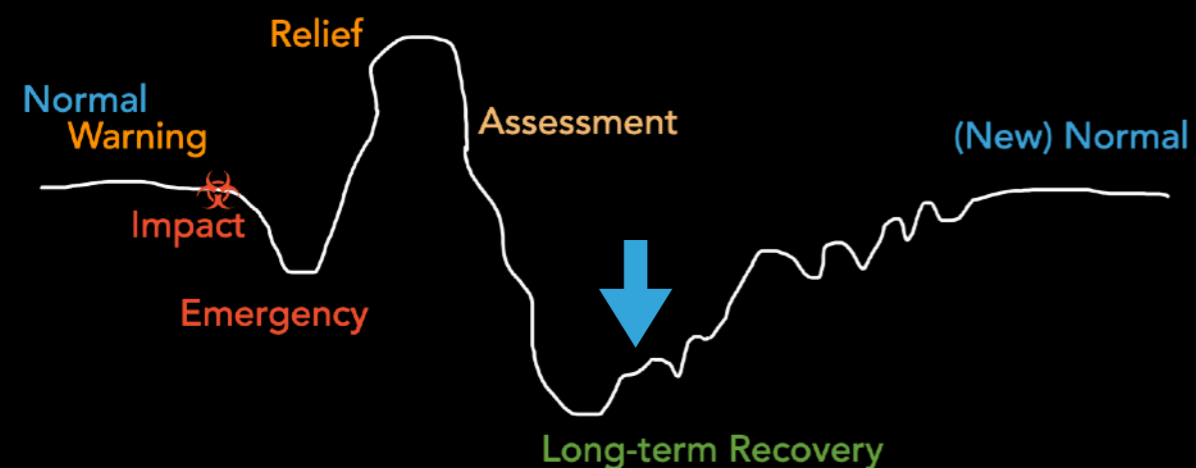 Normal
Warning
Impact
Emergency
Relief
Assessment
Long-term Recovery
(New) Normal